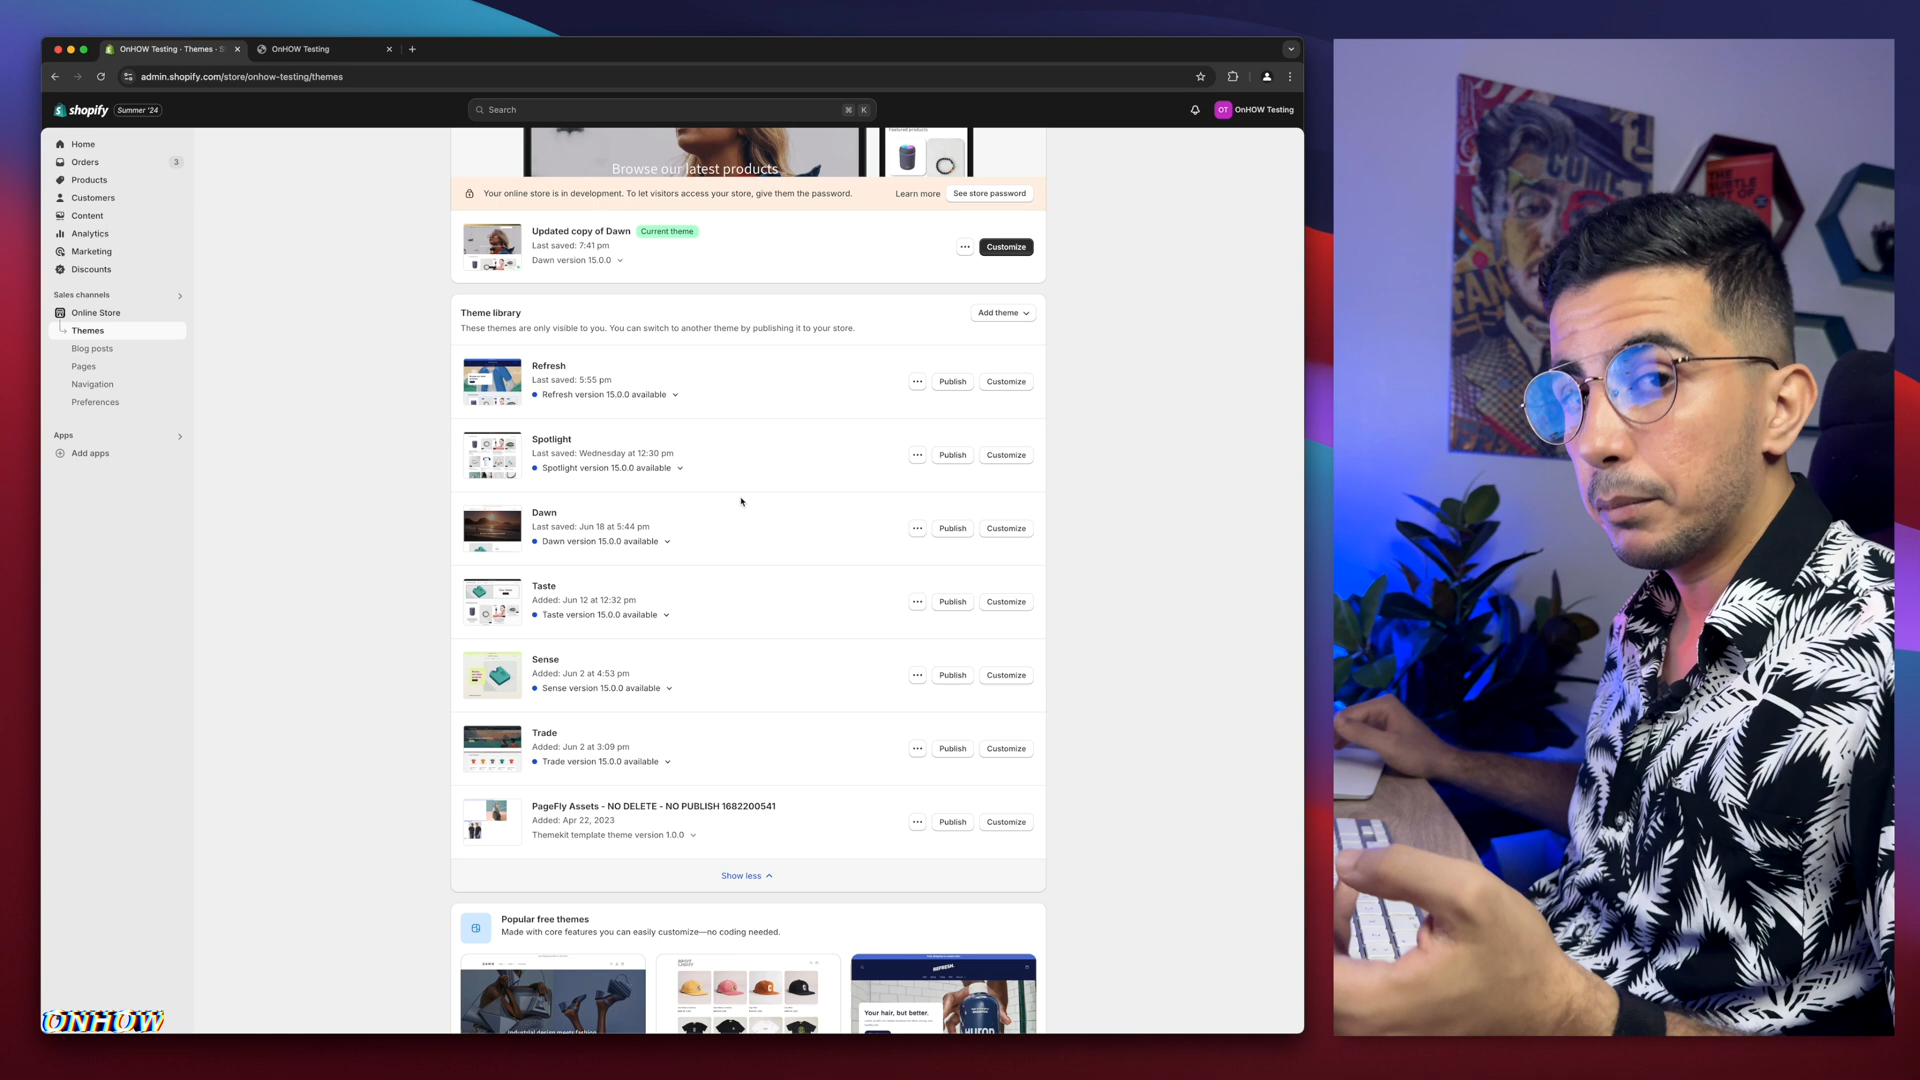 OnHOW Testing · Themes · S
OnHOW Testing
admin.shopify.com/store/onhow-testing/themes
shopify Summer '24
Search
⌘ K
OT OnHOW Testing
Home
Orders 3
Products
Customers
Content
Analytics
Marketing
Discounts
Sales channels
Online Store
Themes
Blog posts
Pages
Navigation
Preferences
Apps
Add apps
Browse our latest products
Featured products
Your online store is in development. To let visitors access your store, give them the password.
Learn more
See store password
Updated copy of Dawn Current theme
Last saved: 7:41 pm
Dawn version 15.0.0
Customize
Theme library
Add theme
These themes are only visible to you. You can switch to another theme by publishing it to your store.
Refresh
Last saved: 5:55 pm
Refresh version 15.0.0 available
Publish Customize
Spotlight
Last saved: Wednesday at 12:30 pm
Spotlight version 15.0.0 available
Publish Customize
Dawn
Last saved: Jun 18 at 5:44 pm
Dawn version 15.0.0 available
Publish Customize
Taste
Added: Jun 12 at 12:32 pm
Taste version 15.0.0 available
Publish Customize
Sense
Added: Jun 2 at 4:53 pm
Sense version 15.0.0 available
Publish Customize
Trade
Added: Jun 2 at 3:09 pm
Trade version 15.0.0 available
Publish Customize
PageFly Assets - NO DELETE - NO PUBLISH 1682200541
Added: Apr 22, 2023
Themekit template theme version 1.0.0
Publish Customize
Show less
Popular free themes
Made with core features you can easily customize—no coding needed.
Industrial design meets fashion
REFRESH.
Your hair, but better.
ONHOW
THE
SUBTLE